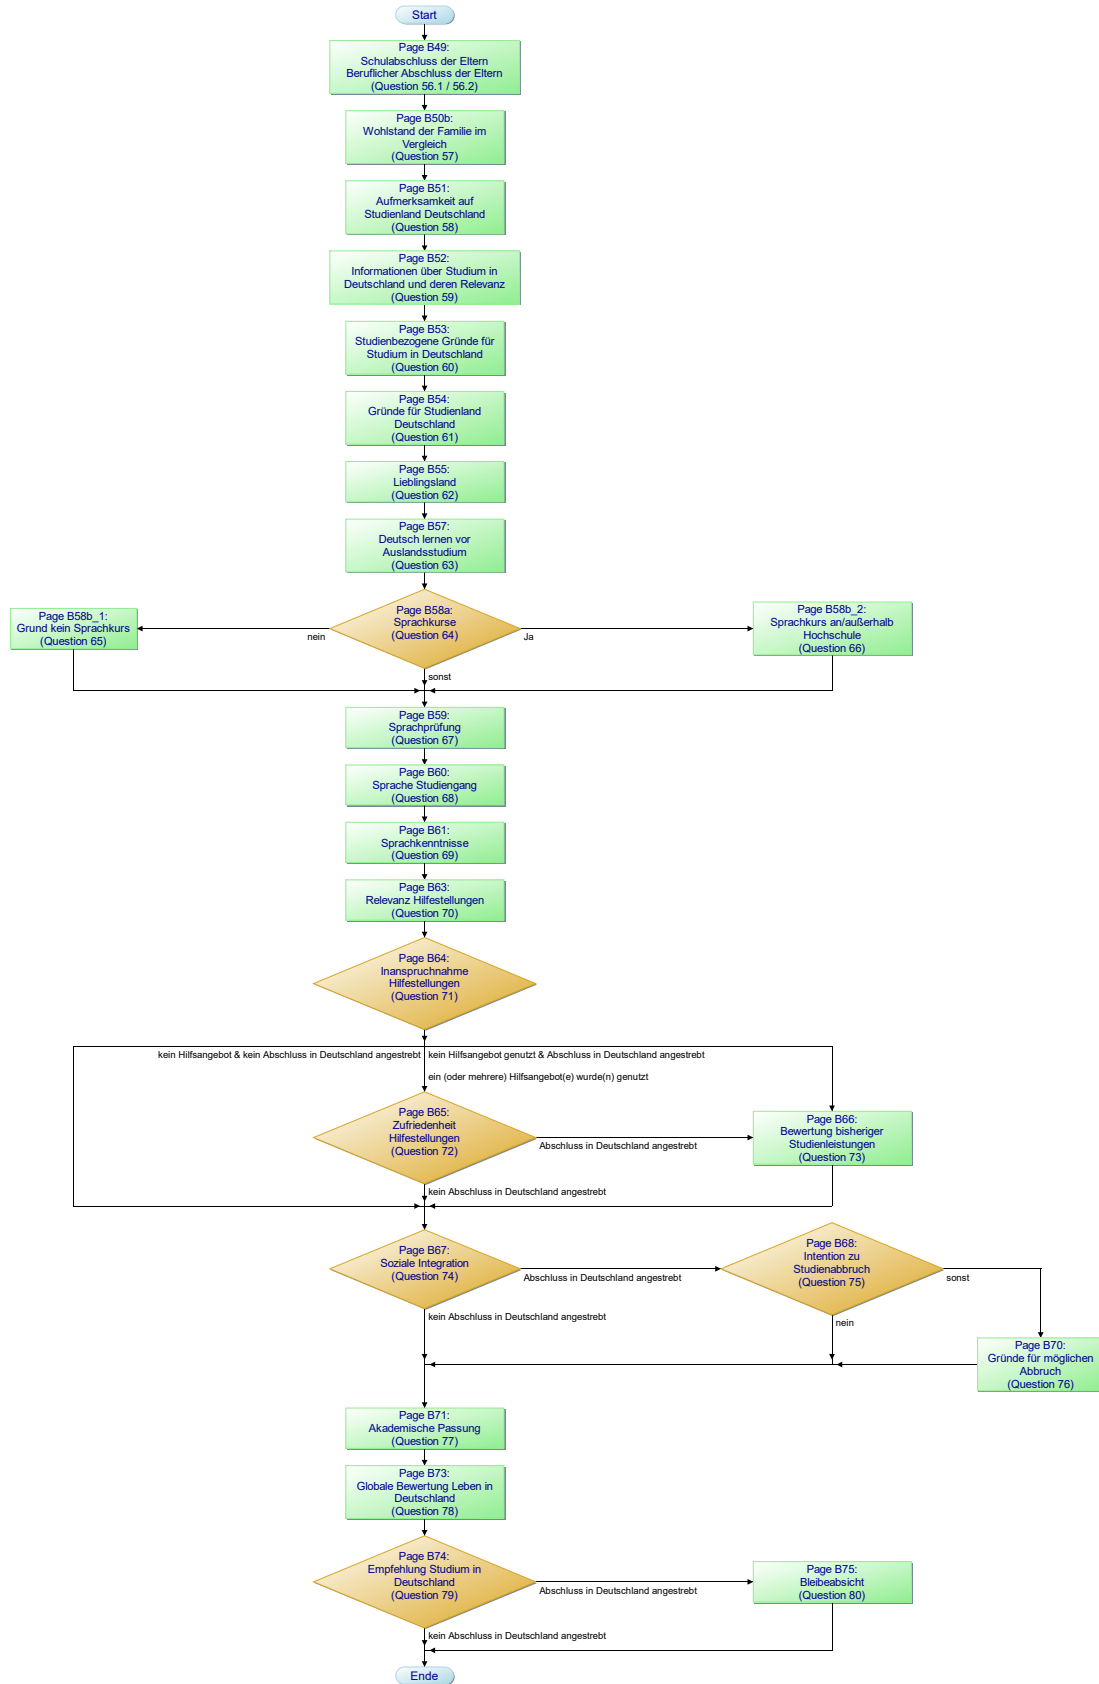 Start
Page B49:
Schulabschluss der Eltern
Beruflicher Abschluss der Eltern
(Question 56.1 / 56.2)
Page B50b:
Wohlstand der Familie im
Vergleich
(Question 57)
Page B51:
Aufmerksamkeit auf
Studienland Deutschland
(Question 58)
Page B52:
Informationen über Studium in
Deutschland und deren Relevanz
(Question 59)
Page B53:
Studienbezogene Gründe für
Studium in Deutschland
(Question 60)
Page B54:
Gründe für Studienland
Deutschland
(Question 61)
Page B55:
Lieblingsland
(Question 62)
Page B57:
Deutsch lernen vor
Auslandsstudium
(Question 63)
Page B58b_1:
Grund kein Sprachkurs
(Question 65)
nein
Page B58a:
Sprachkurse
(Question 64)
Ja
Page B58b_2:
Sprachkurs an/außerhalb
Hochschule
(Question 66)
sonst
Page B59:
Sprachprüfung
(Question 67)
Page B60:
Sprache Studiengang
(Question 68)
Page B61:
Sprachkenntnisse
(Question 69)
Page B63:
Relevanz Hilfestellungen
(Question 70)
Page B64:
Inanspruchnahme
Hilfestellungen
(Question 71)
kein Hilfsangebot & kein Abschluss in Deutschland angestrebt
kein Hilfsangebot genutzt & Abschluss in Deutschland angestrebt
ein (oder mehrere) Hilfsangebot(e) wurde(n) genutzt
Page B65:
Zufriedenheit
Hilfestellungen
(Question 72)
Abschluss in Deutschland angestrebt
Page B66:
Bewertung bisheriger
Studienleistungen
(Question 73)
kein Abschluss in Deutschland angestrebt
Page B67:
Soziale Integration
(Question 74)
Abschluss in Deutschland angestrebt
Page B68:
Intention zu
Studienabbruch
(Question 75)
sonst
kein Abschluss in Deutschland angestrebt
nein
Page B70:
Gründe für möglichen
Abbruch
(Question 76)
Page B71:
Akademische Passung
(Question 77)
Page B73:
Globale Bewertung Leben in
Deutschland
(Question 78)
Page B74:
Empfehlung Studium in
Deutschland
(Question 79)
Abschluss in Deutschland angestrebt
Page B75:
Bleibeabsicht
(Question 80)
kein Abschluss in Deutschland angestrebt
Ende